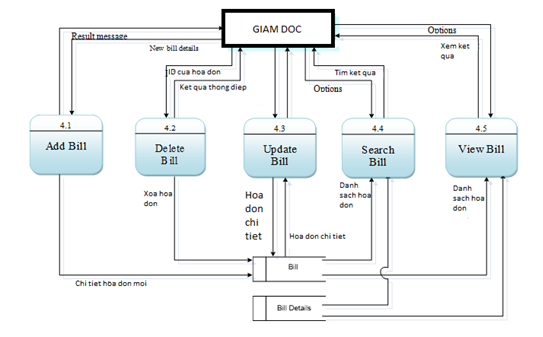 GIAM DOC
Options
Result message
New bill details
Xem ket
qua
ID cua hoa don
Tim ket qua
Ket qua thong diep
Options
4.1
Add Bill
4.2
Delete
Bill
4.3
Update
Bill
4.4
Search
Bill
4.5
View Bill
Xoa hoa
don
Hoa
don
chi
tiet
Danh
sach hoa
don
Danh
sach hoa
don
Hoa don chi tiet
Bill
Chi tiet hoa don moi
Bill Details